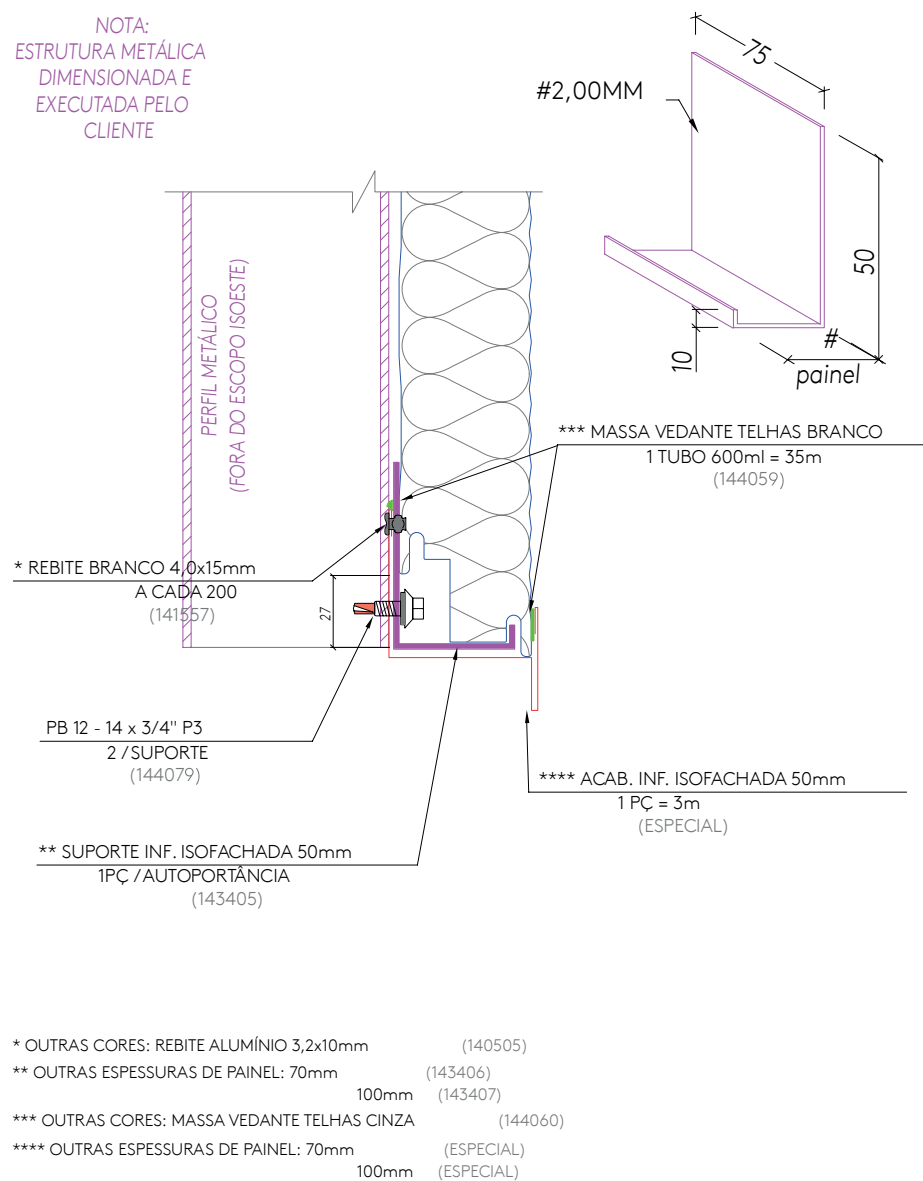 NOTA:
ESTRUTURA METÁLICA
DIMENSIONADA E
EXECUTADA PELO
CLIENTE
75
#2,00MM
50
10
#
painel
PERFIL METÁLICO
(FORA DO ESCOPO ISOESTE)
*** MASSA VEDANTE TELHAS BRANCO
1 TUBO 600ml = 35m
(144059)
* REBITE BRANCO 4,0x15mm
A CADA 200
(141557)
27
PB 12 - 14 x 3/4" P3
2 / SUPORTE
(144079)
**** ACAB. INF. ISOFACHADA 50mm
1 PÇ = 3m
(ESPECIAL)
** SUPORTE INF. ISOFACHADA 50mm
1PÇ / AUTOPORTÂNCIA
(143405)
* OUTRAS CORES: REBITE ALUMÍNIO 3,2x10mm (140505)
** OUTRAS ESPESSURAS DE PAINEL: 70mm (143406)
100mm (143407)
*** OUTRAS CORES: MASSA VEDANTE TELHAS CINZA (144060)
**** OUTRAS ESPESSURAS DE PAINEL: 70mm (ESPECIAL)
100mm (ESPECIAL)